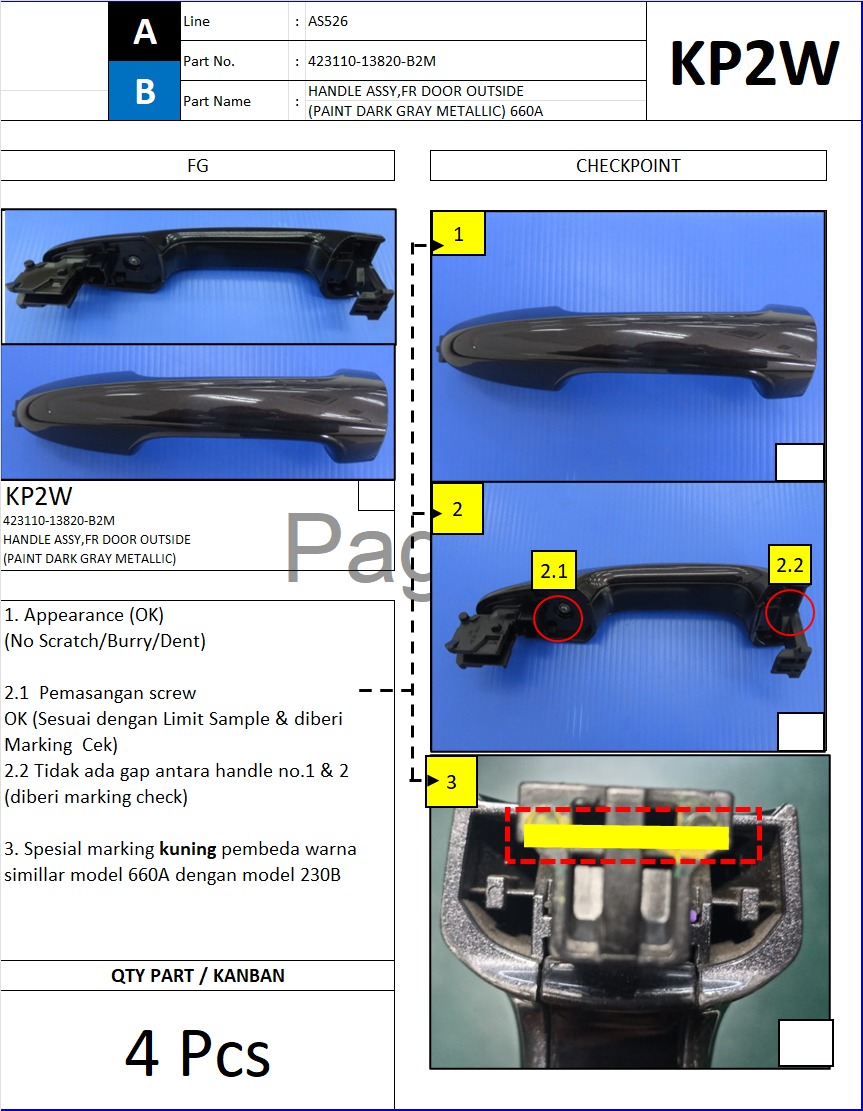 A
B
Line : AS526
Part No. : 423110-13820-B2M
Part Name : HANDLE ASSY,FR DOOR OUTSIDE
(PAINT DARK GRAY METALLIC) 660A
KP2W
FG
CHECKPOINT
1
2
2.1
2.2
3
KP2W
423110-13820-B2M
HANDLE ASSY,FR DOOR OUTSIDE
(PAINT DARK GRAY METALLIC)
Pag
1. Appearance (OK)
(No Scratch/Burry/Dent)
2.1 Pemasangan screw
OK (Sesuai dengan Limit Sample & diberi
Marking Cek)
2.2 Tidak ada gap antara handle no.1 & 2
(diberi marking check)
3. Spesial marking kuning pembeda warna
simillar model 660A dengan model 230B
QTY PART / KANBAN
4 Pcs